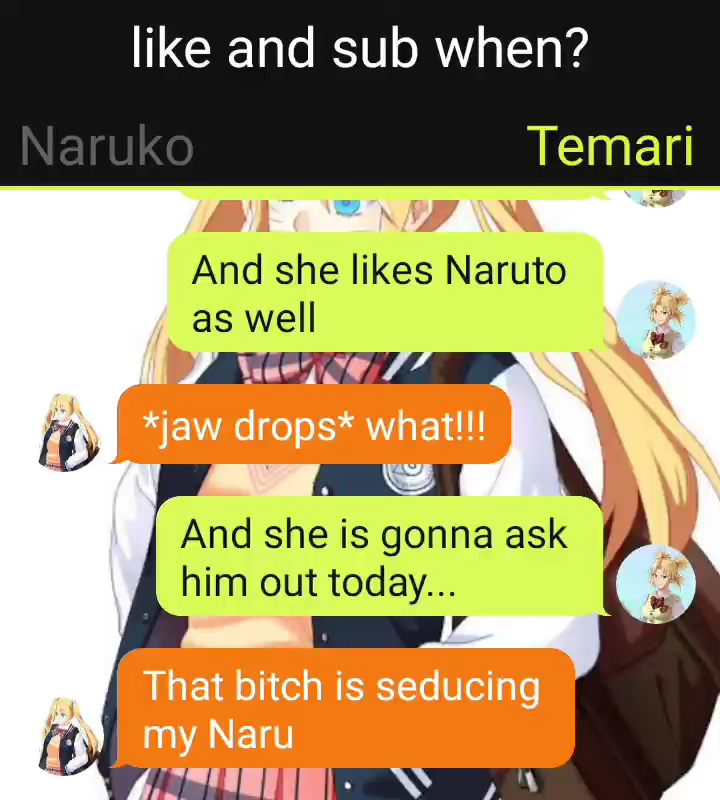 like and sub when?
Naruko
Temari
And she likes Naruto
as well
*jaw drops* what!!!
And she is gonna ask
him out today...
That bitch is seducing
my Naru